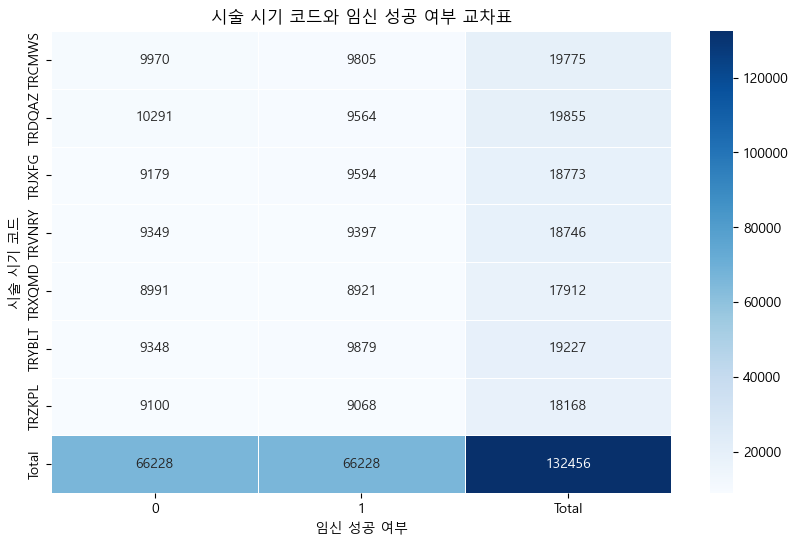 시술 시기 코드와 임신 성공 여부 교차표
시술 시기 코드
TRCMWS 9970 9805 19775
TRDQAZ 10291 9564 19855
TRJXFG 9179 9594 18773
TRVNRY 9349 9397 18746
TRXQMD 8991 8921 17912
TRYBLT 9348 9879 19227
TRZKPL 9100 9068 18168
Total 66228 66228 132456
0 1 Total
임신 성공 여부
120000
100000
80000
60000
40000
20000